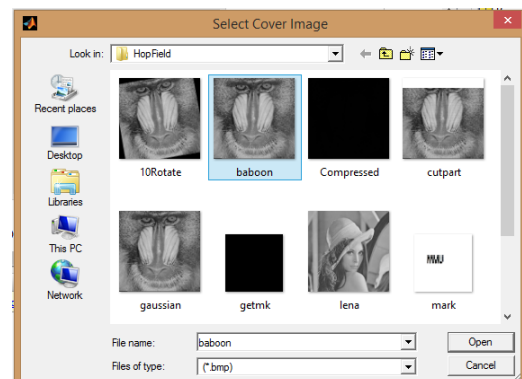 Select Cover Image
Look in: HopField
Recent places
Desktop
Libraries
This PC
Network
10Rotate baboon Compressed cutpart
MMU
gaussian getmk lena mark
File name: baboon Open
Files of type: (*.bmp) Cancel